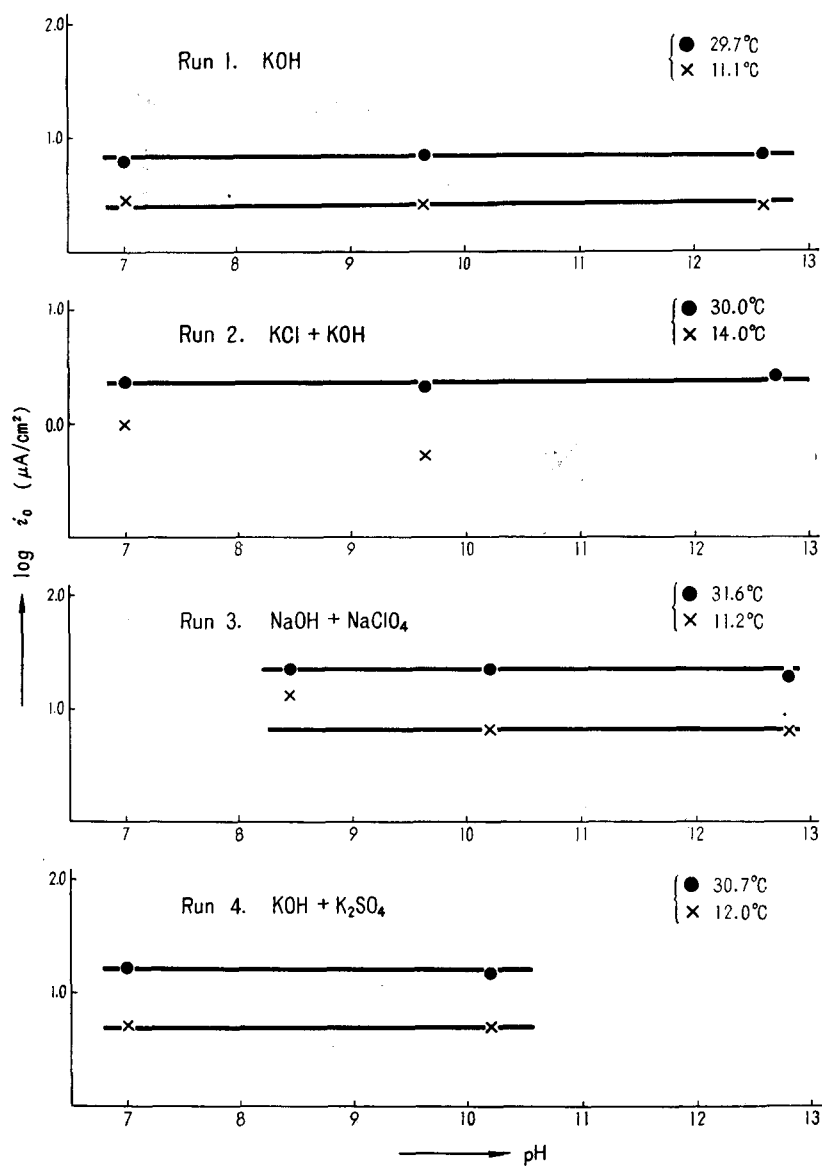 2.0
Run 1. KOH
● 29.7°C
× 11.1°C
1.0
7 8 9 10 11 12 13
1.0
Run 2. KCl + KOH
● 30.0°C
× 14.0°C
0.0
7 8 9 10 11 12 13
log i₀ (μA/cm²)
2.0
Run 3. NaOH + NaClO₄
● 31.6°C
× 11.2°C
1.0
7 8 9 10 11 12 13
2.0
Run 4. KOH + K₂SO₄
● 30.7°C
× 12.0°C
1.0
7 8 9 10 11 12 13
pH